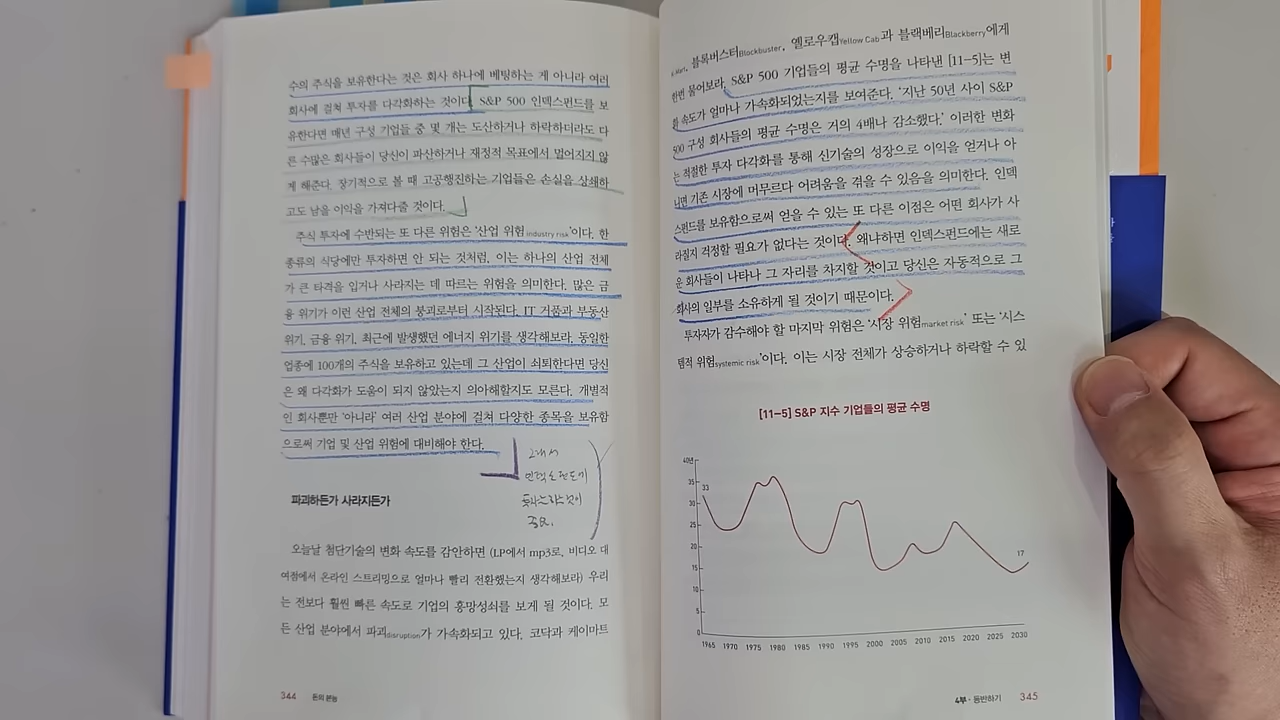 수의 주식을 보유한다는 것은 회사 하나에 베팅하는 게 아니라 여러
회사에 걸쳐 투자를 다각화하는 것이다. S&P 500 인덱스펀드를 보
유한다면 매년 구성 기업들 중 몇 개는 도산하거나 하락하더라도 다
른 수많은 회사들이 당신이 파산하거나 재정적 목표에서 멀어지지 않
게 해준다. 장기적으로 볼 때 고공행진하는 기업들은 손실을 상쇄하
고도 남을 이익을 가져다줄 것이다.
주식 투자에 수반되는 또 다른 위험은 '산업 위험industry risk'이다. 한
종류의 식당에만 투자하면 안 되는 것처럼, 이는 하나의 산업 전체
가 큰 타격을 입거나 사라지는 데 따르는 위험을 의미한다. 많은 금
융 위기가 이런 산업 전체의 붕괴로부터 시작된다. IT 거품과 부동산
위기, 금융 위기, 최근에 발생했던 에너지 위기를 생각해보라. 동일한
업종에 100개의 주식을 보유하고 있는데 그 산업이 쇠퇴한다면 당신
은 왜 다각화가 도움이 되지 않았는지 의아해할지도 모른다. 개별적
인 회사뿐만 '아니라' 여러 산업 분야에 걸쳐 다양한 종목을 보유함
으로써 기업 및 산업 위험에 대비해야 한다.
그래서
파괴하든가 사라지든가
오늘날 첨단기술의 변화 속도를 감안하면 (LP에서 mp3로, 비디오 대
여점에서 온라인 스트리밍으로 얼마나 빨리 전환했는지 생각해보라) 우리
는 전보다 훨씬 빠른 속도로 기업의 흥망성쇠를 보게 될 것이다. 모
든 산업 분야에서 파괴disruption가 가속화되고 있다. 코닥과 케이마트
344 돈의 본능
블록버스터Blockbuster, 옐로우캡Yellow Cab과 블랙베리Blackberry에게
한번 물어보라. S&P 500 기업들의 평균 수명을 나타낸 [11-5]는 변
화 속도가 얼마나 가속화되었는지를 보여준다. '지난 50년 사이 S&P
500 구성 회사들의 평균 수명은 거의 4배나 감소했다.' 이러한 변화
는 적절한 투자 다각화를 통해 신기술의 성장으로 이익을 얻거나 아
니면 기존 시장에 머무르다 어려움을 겪을 수 있음을 의미한다. 인덱
스펀드를 보유함으로써 얻을 수 있는 또 다른 이점은 어떤 회사가 사
라질지 걱정할 필요가 없다는 것이다. 왜냐하면 인덱스펀드에는 새로
운 회사들이 나타나 그 자리를 차지할 것이고 당신은 자동적으로 그
회사의 일부를 소유하게 될 것이기 때문이다.
투자자가 감수해야 할 마지막 위험은 '시장 위험market risk' 또는 '시스
템적 위험systemic risk'이다. 이는 시장 전체가 상승하거나 하락할 수 있
[11-5] S&P 지수 기업들의 평균 수명
40년
35
30
25
20
15
10
5
0
33
17
1965 1970 1975 1980 1985 1990 1995 2000 2005 2010 2015 2020 2025 2030
4부 · 동반하기 345